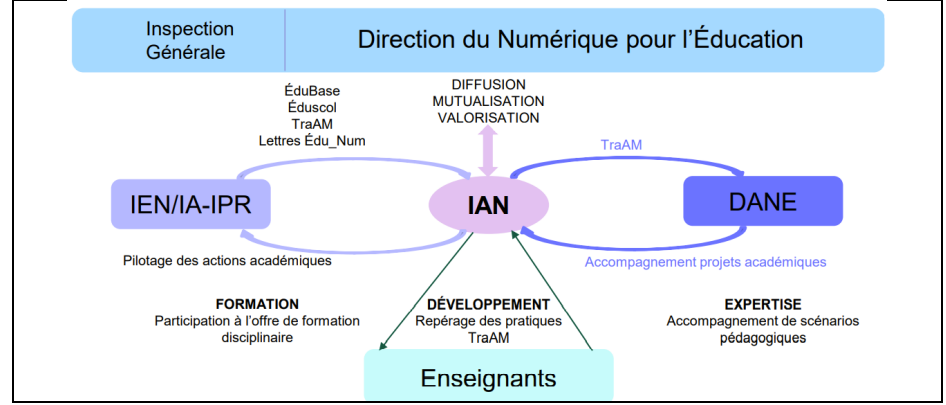 Inspection
Générale
Direction du Numérique pour l’Éducation
ÉduBase
Éduscol
TraAM
Lettres Édu_Num
DIFFUSION
MUTUALISATION
VALORISATION
TraAM
IEN/IA-IPR
IAN
DANE
Pilotage des actions académiques
Accompagnement projets académiques
FORMATION
Participation à l’offre de formation
disciplinaire
DÉVELOPPEMENT
Repérage des pratiques
TraAM
EXPERTISE
Accompagnement de scénarios
pédagogiques
Enseignants